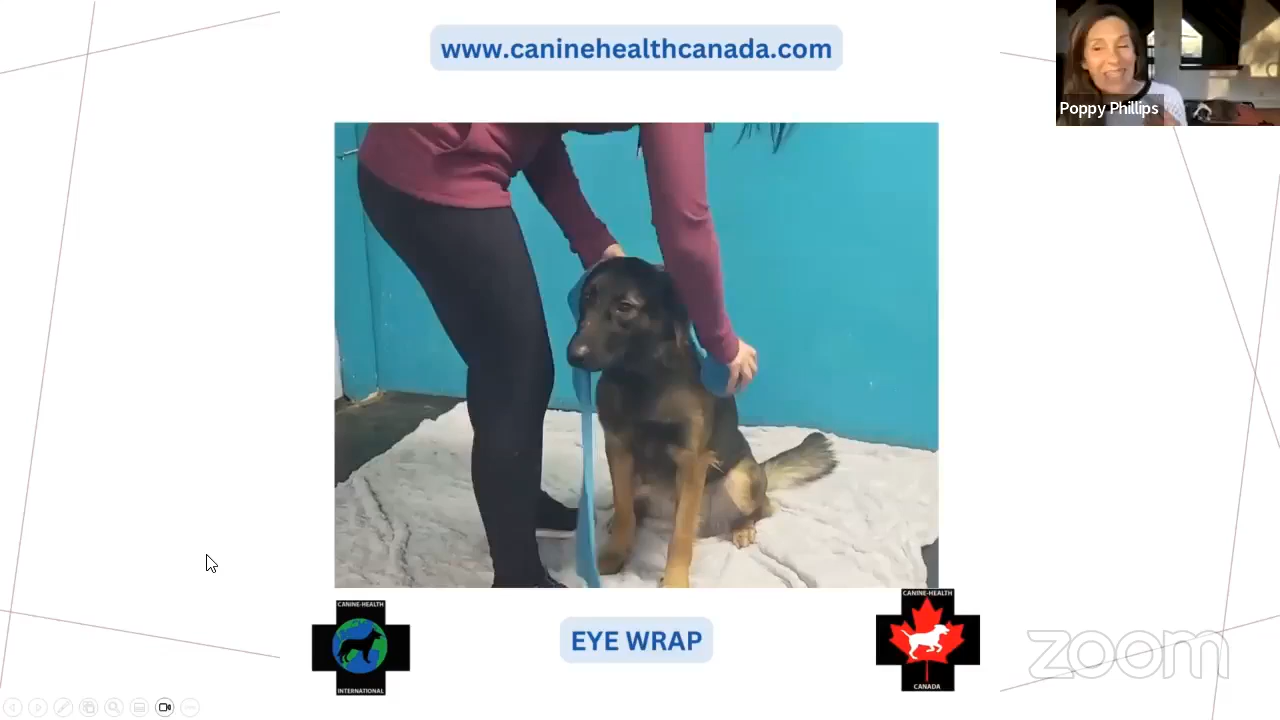 www.caninehealthcanada.com
Poppy Phillips
CANINE-HEALTH
INTERNATIONAL
EYE WRAP
CANINE-HEALTH
CANADA
zoom